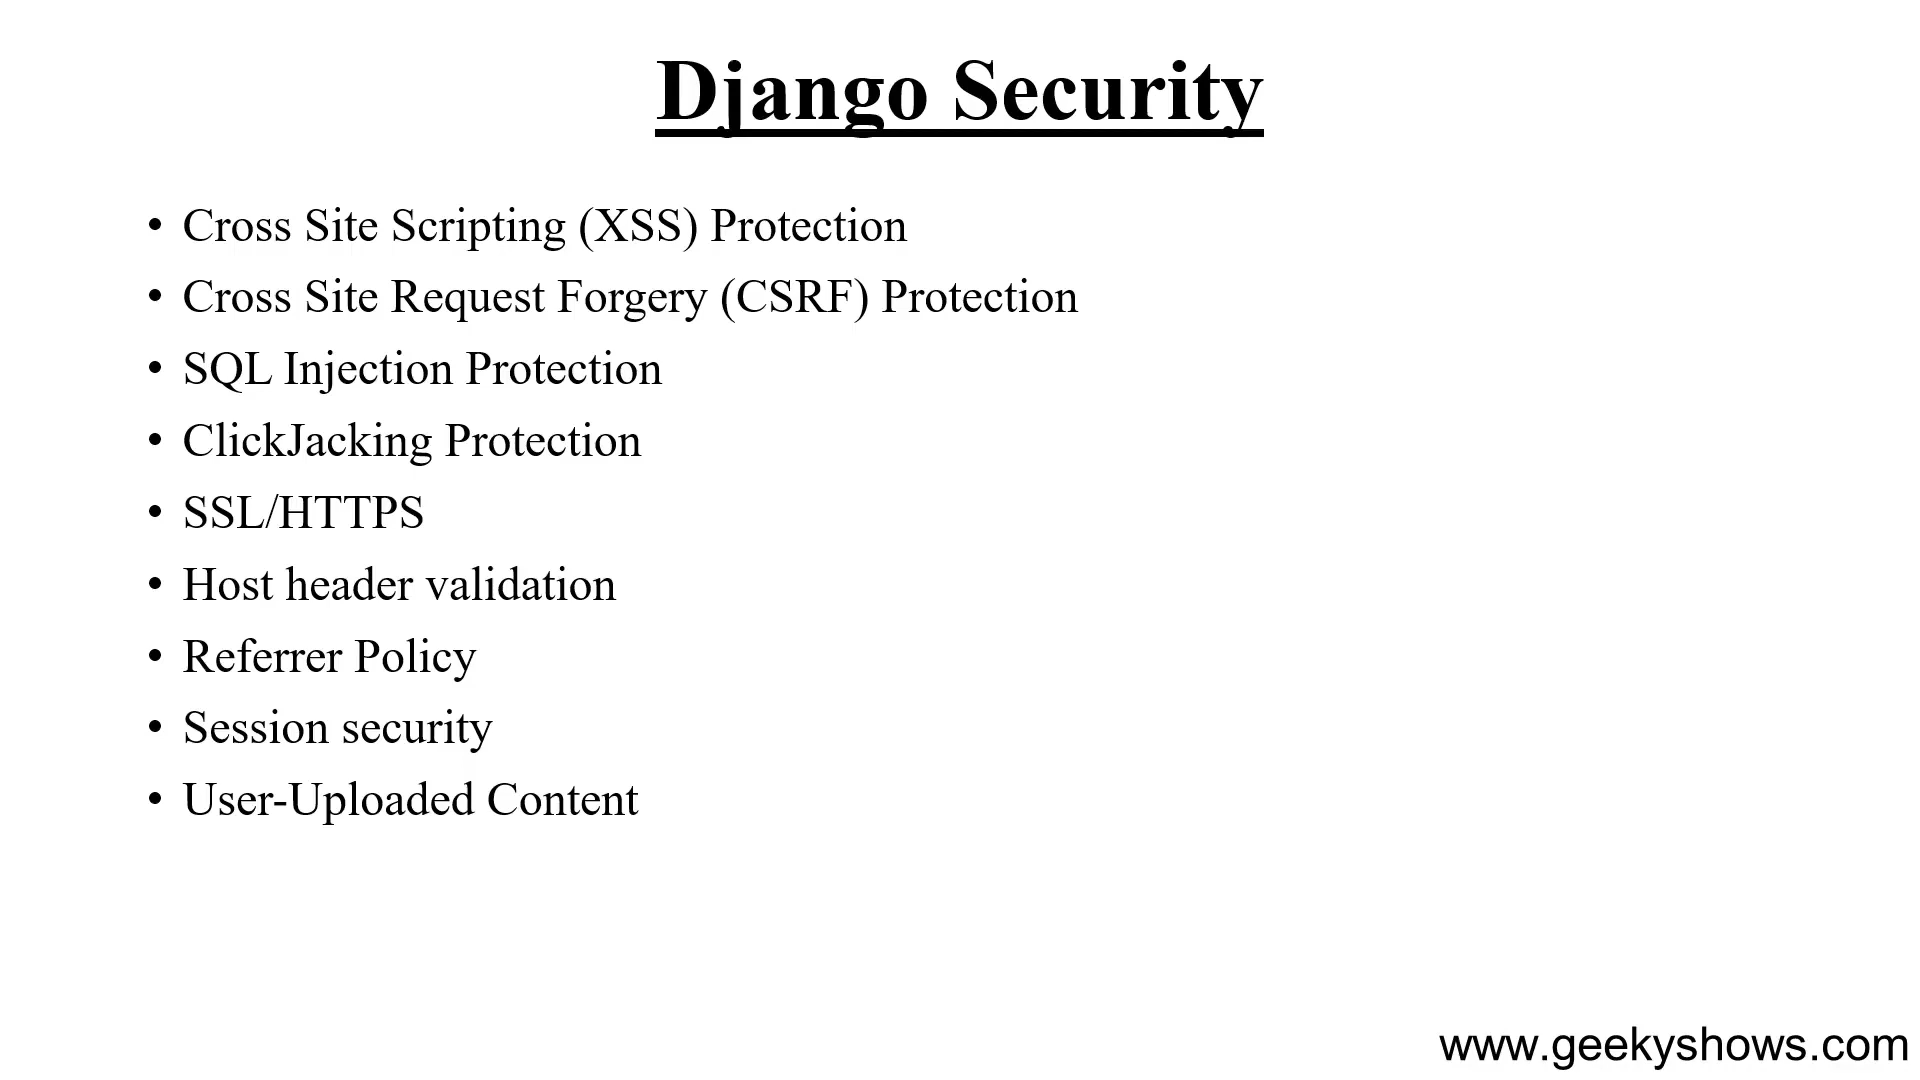 Django Security
• Cross Site Scripting (XSS) Protection
• Cross Site Request Forgery (CSRF) Protection
• SQL Injection Protection
• ClickJacking Protection
• SSL/HTTPS
• Host header validation
• Referrer Policy
• Session security
• User-Uploaded Content
www.geekyshows.com